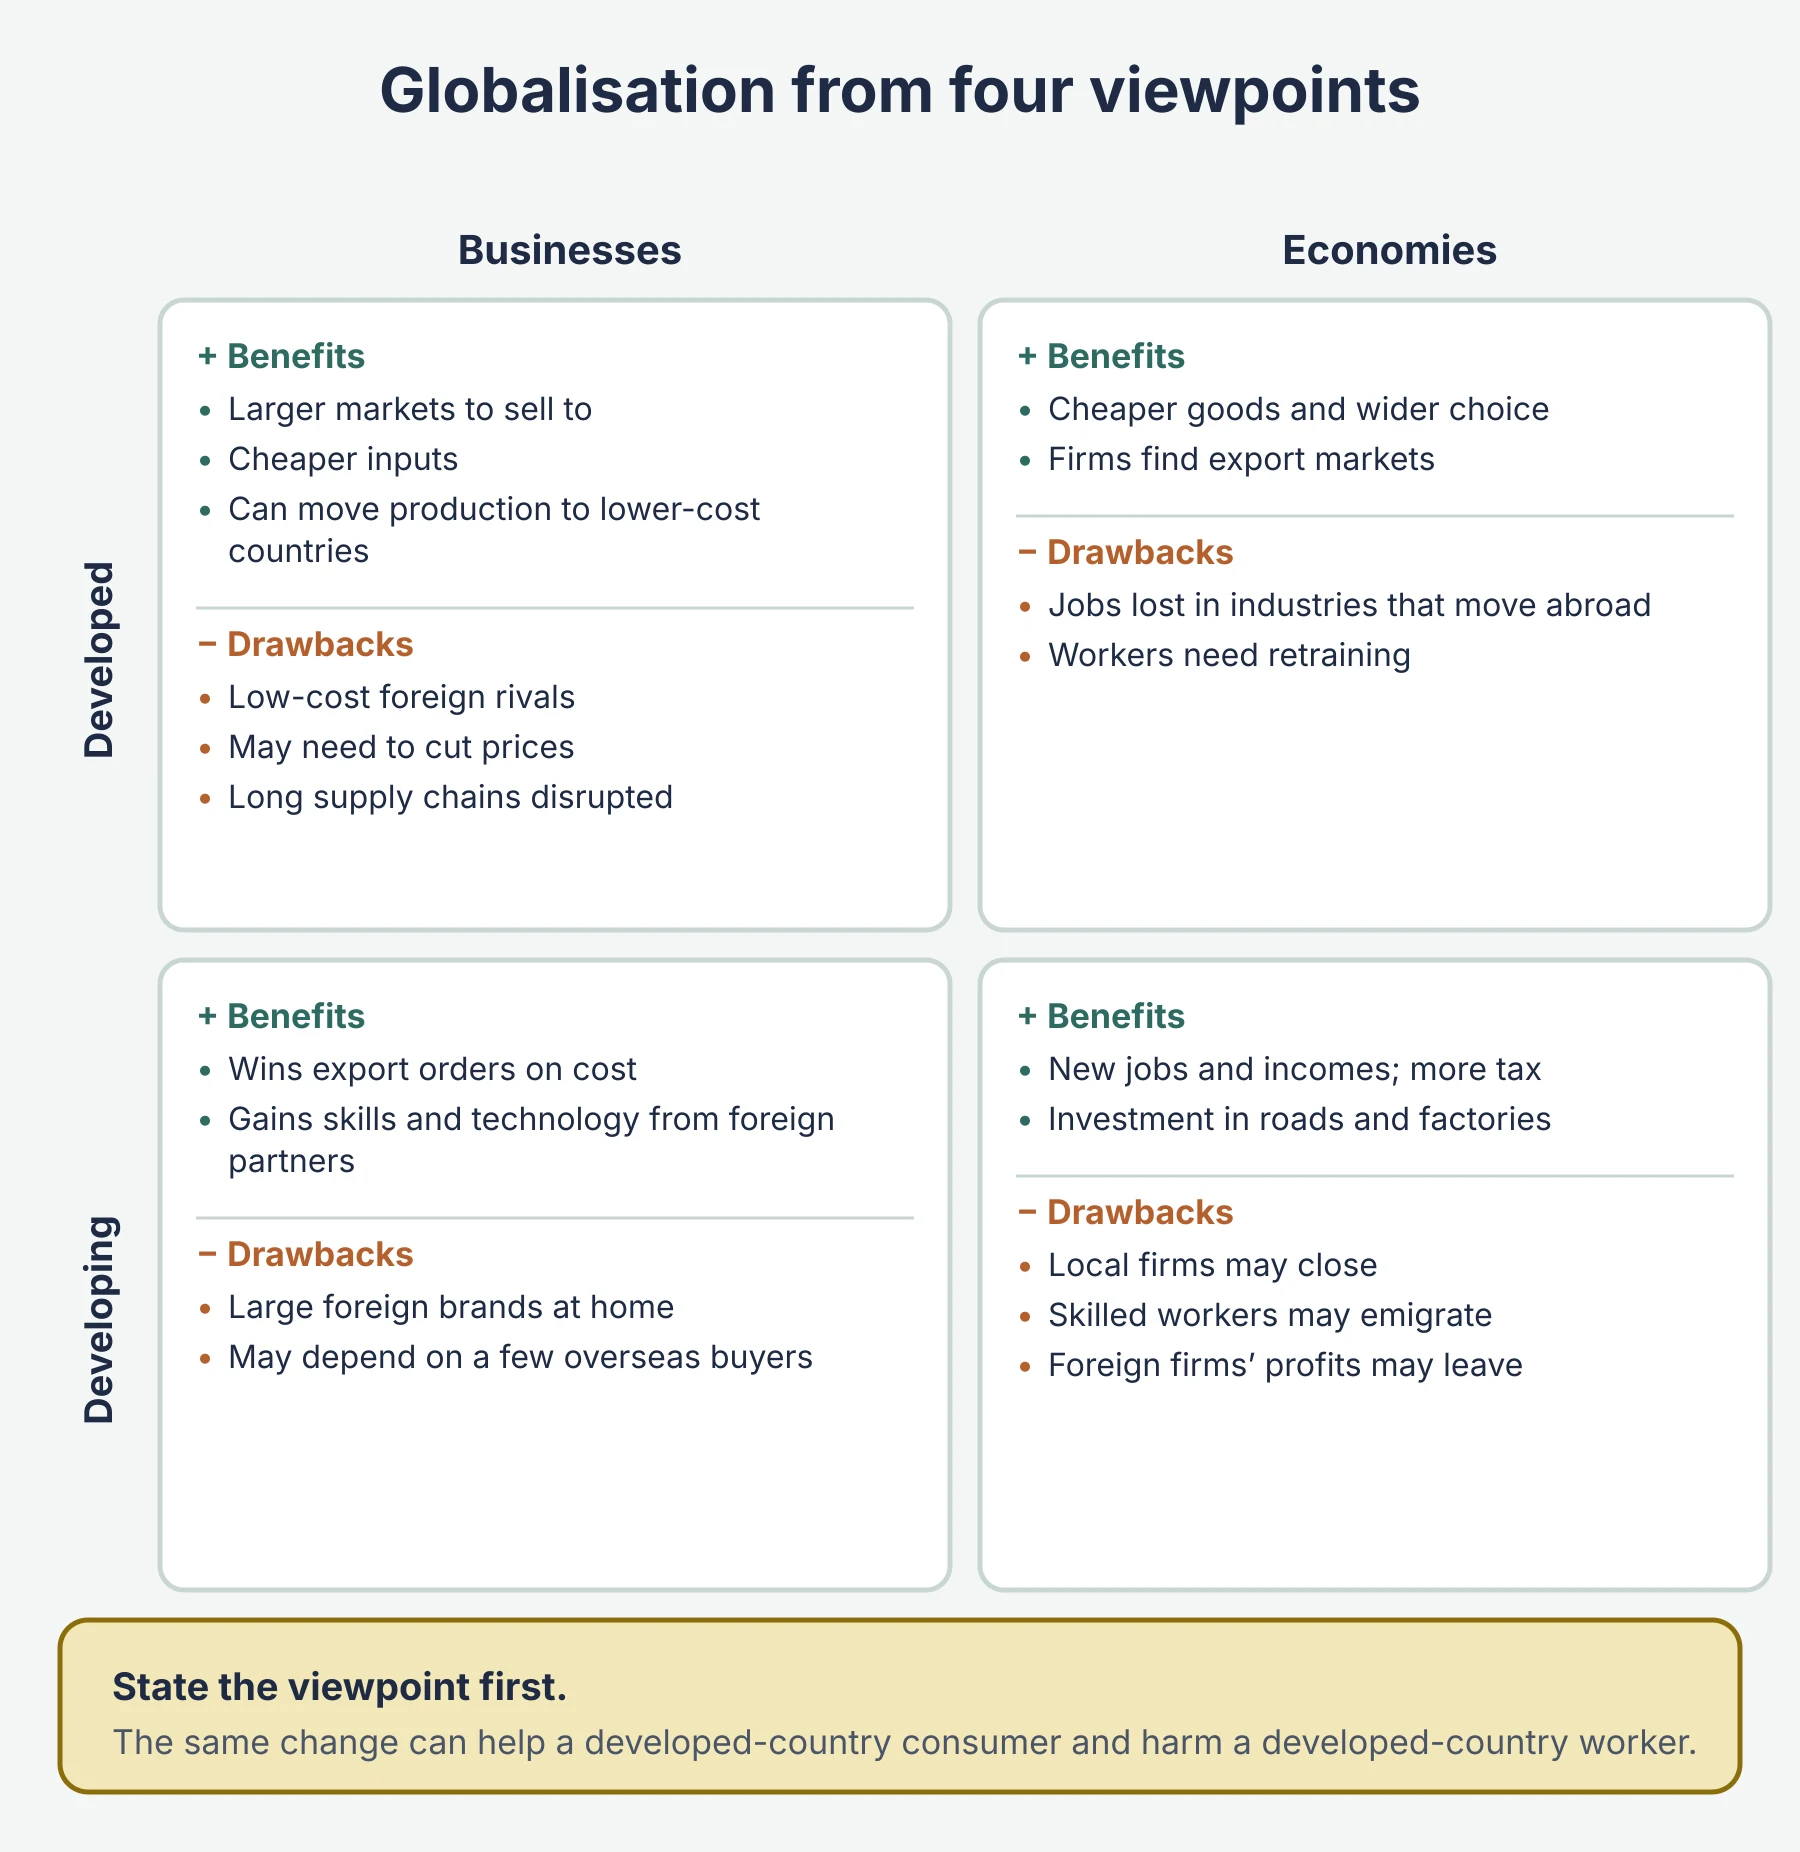 Globalisation from four viewpoints
Businesses
Economies
Developed
+ Benefits
• Larger markets to sell to
• Cheaper inputs
• Can move production to lower-cost
countries
− Drawbacks
• Low-cost foreign rivals
• May need to cut prices
• Long supply chains disrupted
+ Benefits
• Cheaper goods and wider choice
• Firms find export markets
− Drawbacks
• Jobs lost in industries that move abroad
• Workers need retraining
Developing
+ Benefits
• Wins export orders on cost
• Gains skills and technology from foreign
partners
− Drawbacks
• Large foreign brands at home
• May depend on a few overseas buyers
+ Benefits
• New jobs and incomes; more tax
• Investment in roads and factories
− Drawbacks
• Local firms may close
• Skilled workers may emigrate
• Foreign firms’ profits may leave
State the viewpoint first.
The same change can help a developed-country consumer and harm a developed-country worker.